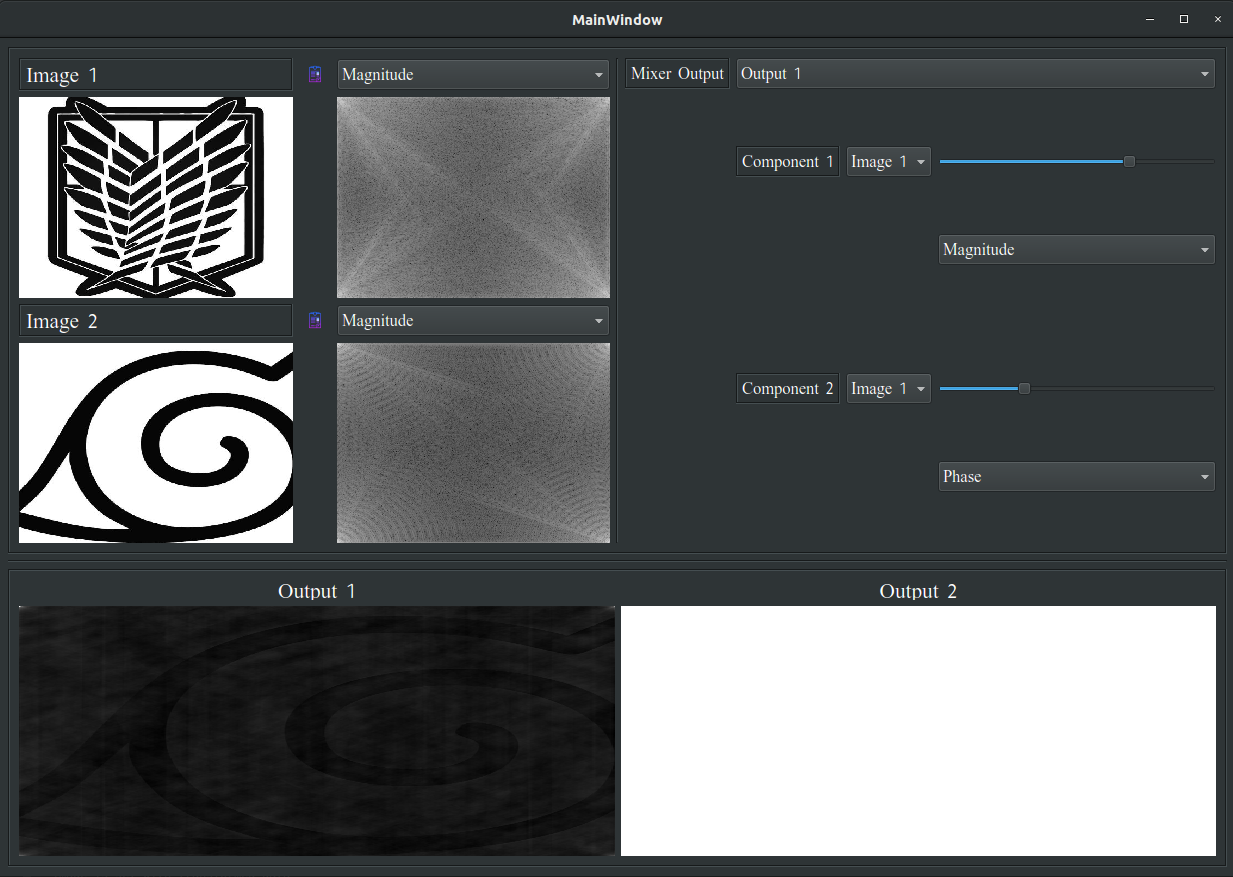 MainWindow
Image 1
Magnitude
Mixer Output
Output 1
Component 1
Image 1
Magnitude
Image 2
Magnitude
Component 2
Image 1
Phase
Output 1
Output 2